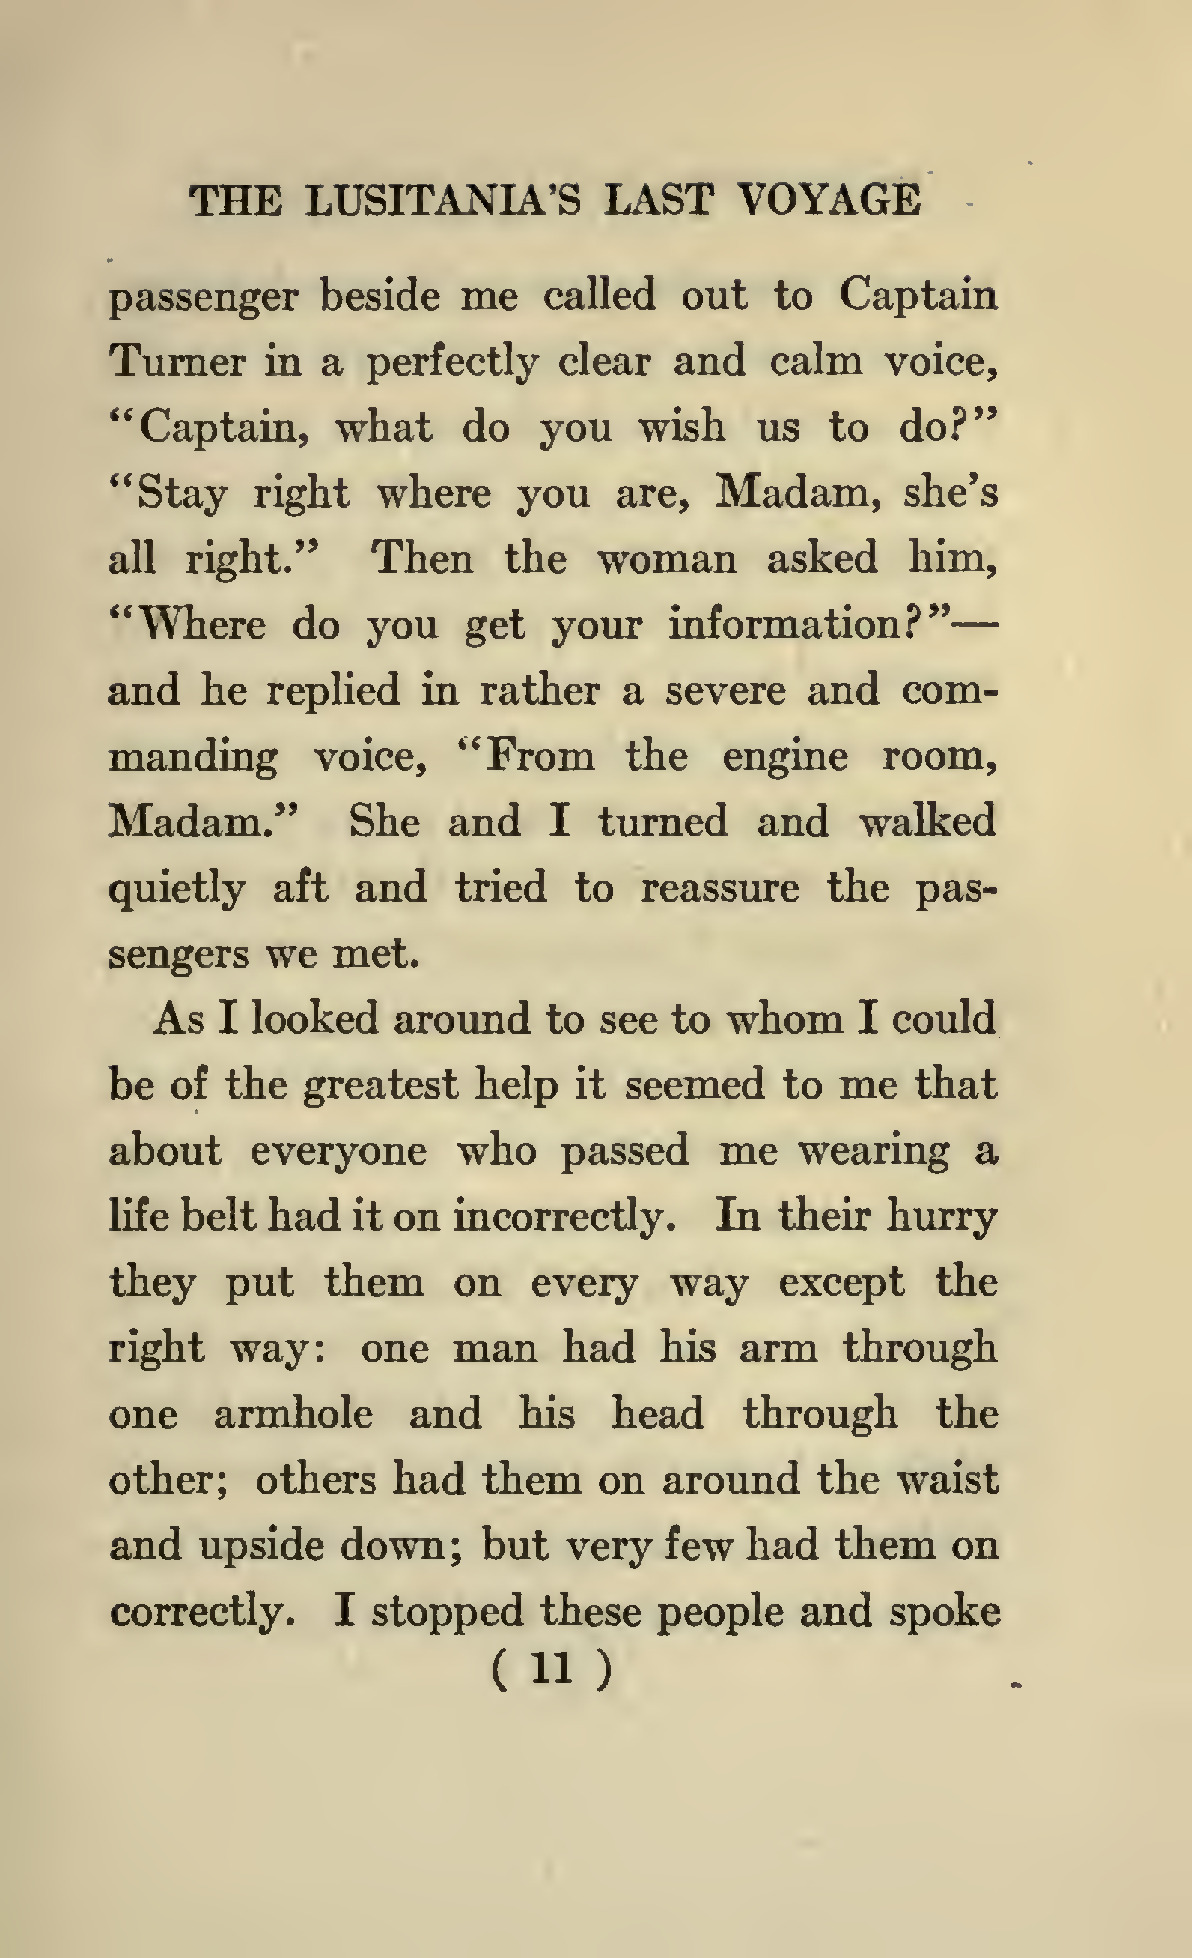 THE LUSITANIA'S LAST VOYAGE
passenger beside me called out to Captain
Turner in a perfectly clear and calm voice,
"Captain, what do you wish us to do?"
"Stay right where you are, Madam, she's
all right." Then the woman asked him,
"Where do you get your information?"—
and he replied in rather a severe and com-
manding voice, "From the engine room,
Madam." She and I turned and walked
quietly aft and tried to reassure the pas-
sengers we met.
As I looked around to see to whom I could
be of the greatest help it seemed to me that
about everyone who passed me wearing a
life belt had it on incorrectly. In their hurry
they put them on every way except the
right way: one man had his arm through
one armhole and his head through the
other; others had them on around the waist
and upside down; but very few had them on
correctly. I stopped these people and spoke
( 11 )